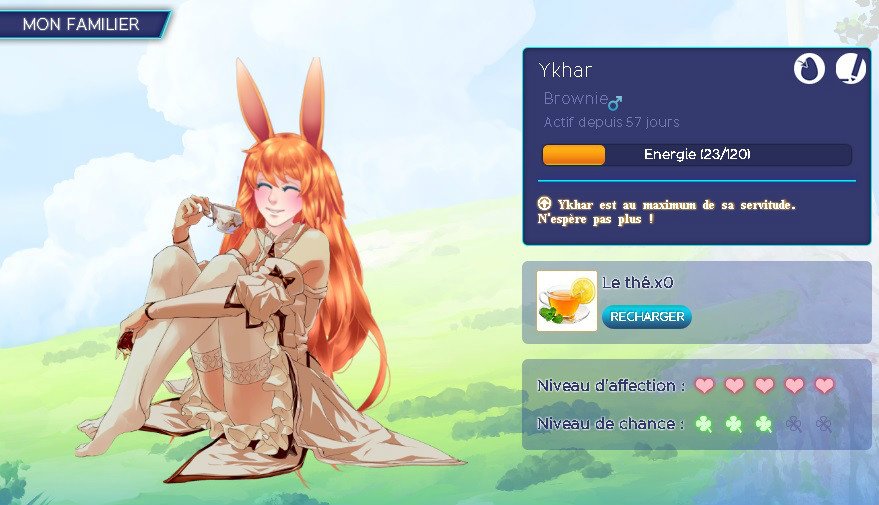 MON FAMILIER
Ykhar
Brownie
Actif depuis 57 jours
Energie (23/120)
Ykhar est au maximum de sa servitude.
N'espère pas plus !
Le thé.x0
RECHARGER
Niveau d'affection :
Niveau de chance :